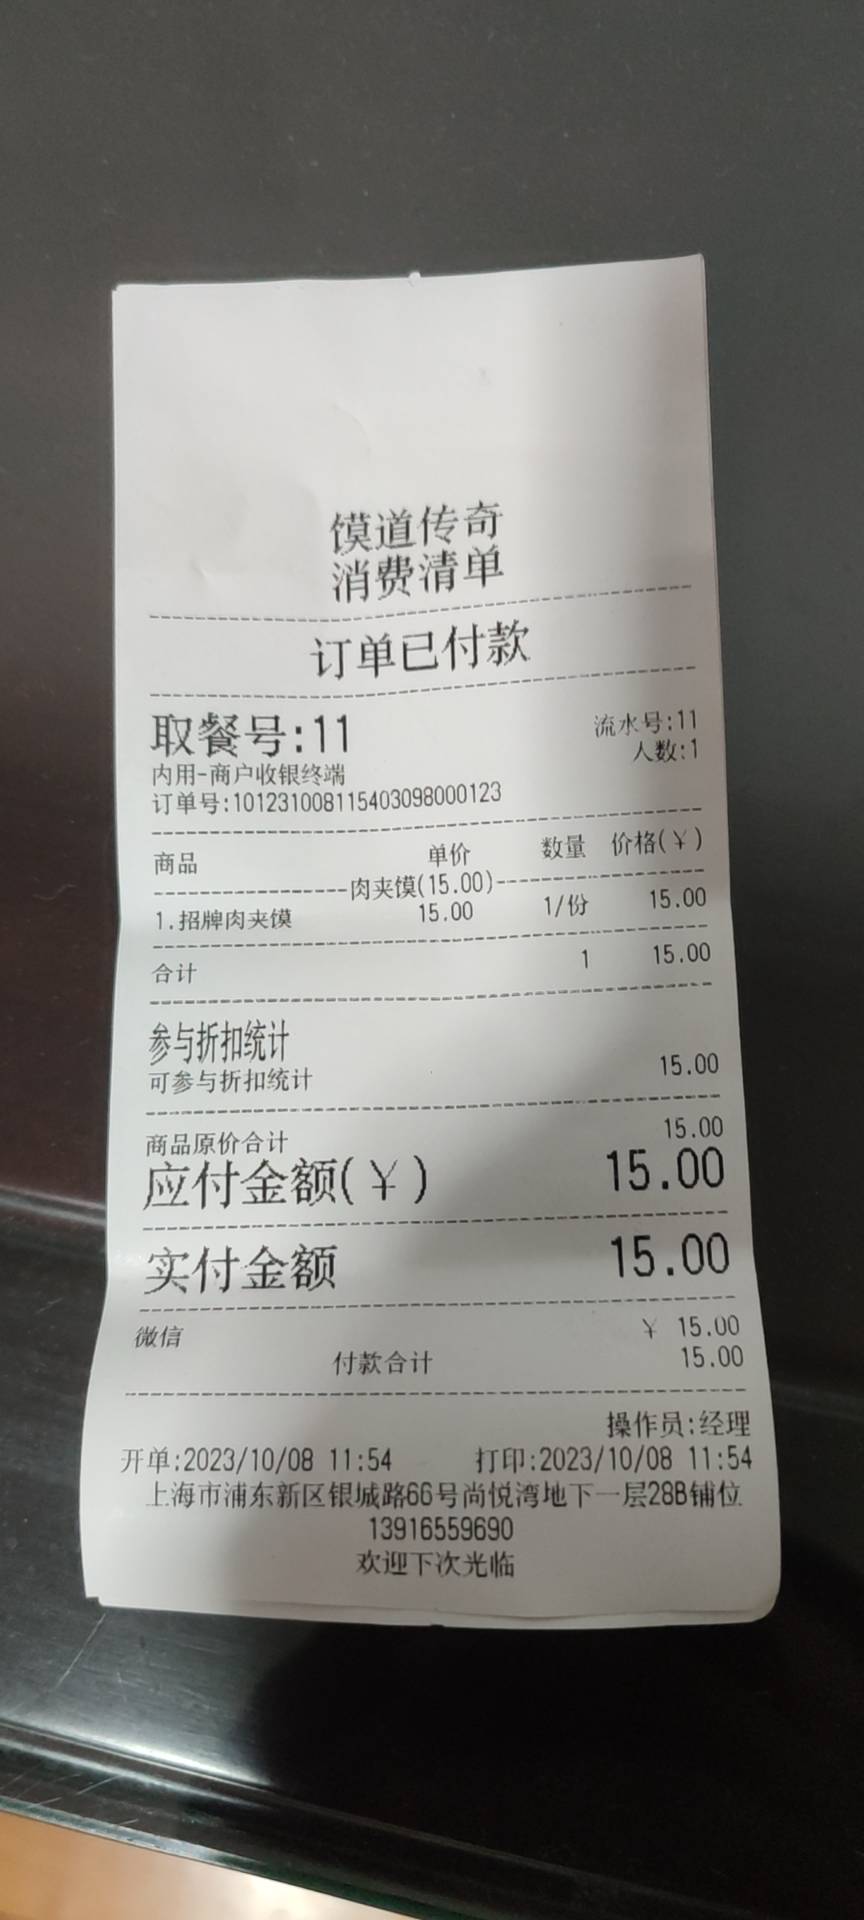 馍道传奇
消费清单
订单已付款
取餐号:11 流水号:11
人数:1
内用-商户收银终端
订单号:101231008115403098000123
商品 单价 数量 价格(¥)
肉夹馍(15.00)
1.招牌肉夹馍 15.00 1/份 15.00
合计 1 15.00
参与折扣统计
可参与折扣统计 15.00
商品原价合计 15.00
应付金额(¥) 15.00
实付金额 15.00
微信 ¥ 15.00
付款合计 15.00
操作员:经理
开单:2023/10/08 11:54 打印:2023/10/08 11:54
上海市浦东新区银城路66号尚悦湾地下一层28B铺位
13916559690
欢迎下次光临